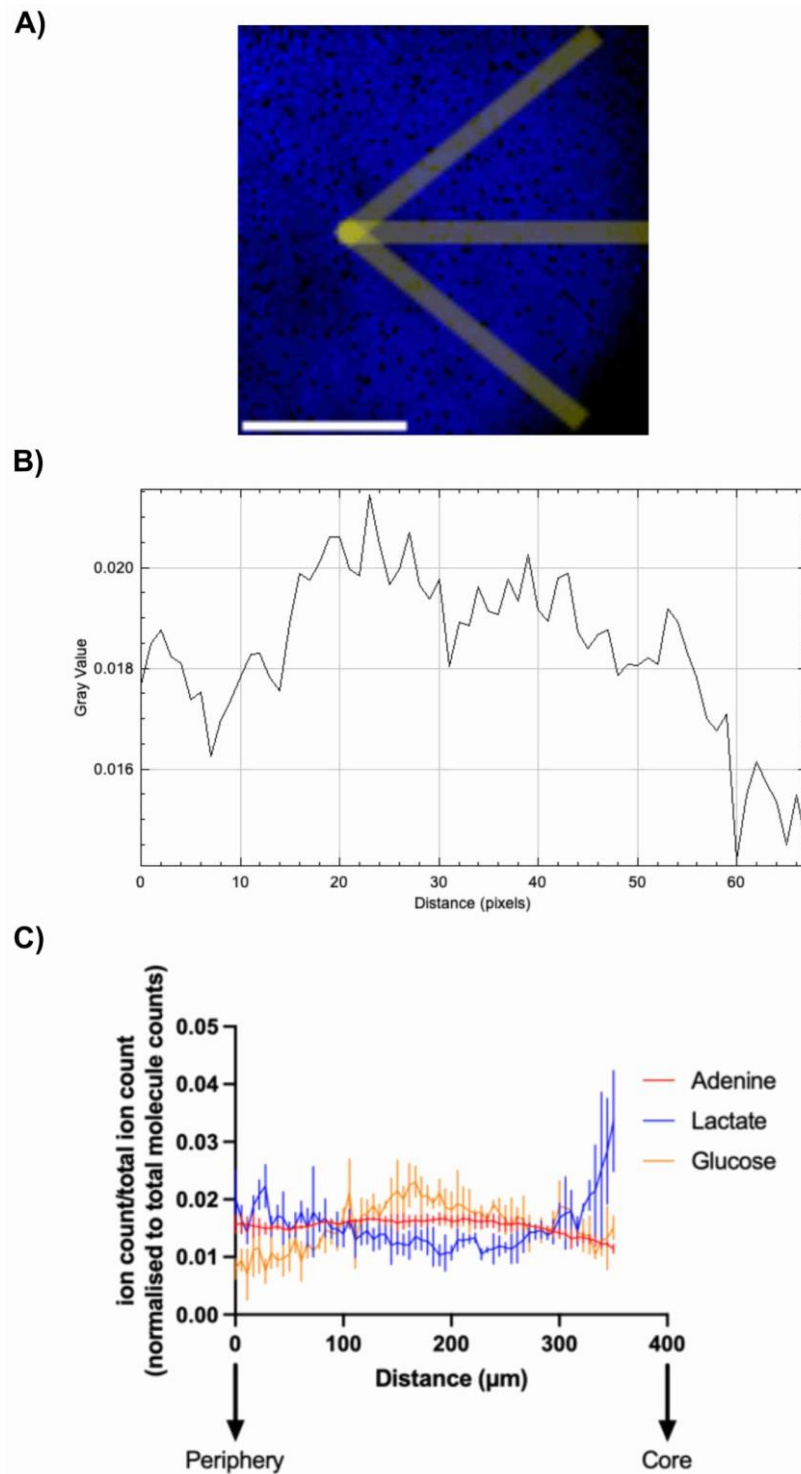 A)
B)
Gray Value
0.020
0.018
0.016
0 10 20 30 40 50 60
Distance (pixels)
C)
ion count/total ion count
(normalised to total molecule counts)
0.05
0.04
0.03
0.02
0.01
0.00
0 100 200 300 400
Distance (µm)
Adenine
Lactate
Glucose
Periphery Core